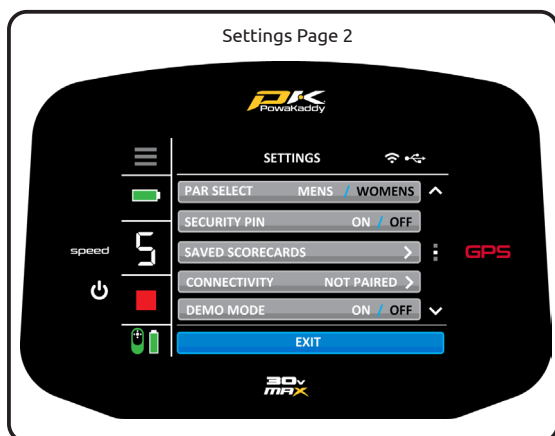 Settings Page 2
PK
PowaKaddy
SETTINGS
PAR SELECT MENS / WOMENS
SECURITY PIN ON / OFF
speed 5 SAVED SCORECARDS > GPS
CONNECTIVITY NOT PAIRED >
DEMO MODE ON / OFF
EXIT
30v
MAX